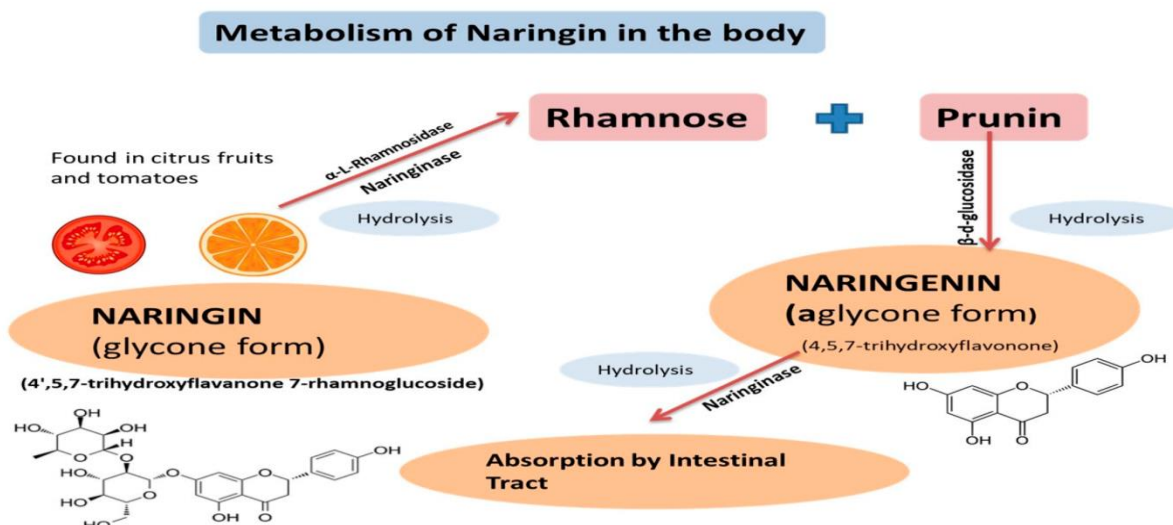 Metabolism of Naringin in the body
Rhamnose
Prunin
Found in citrus fruits
and tomatoes
α-L-Rhamnosidase
Naringinase
Hydrolysis
β-d-glucosidase
Hydrolysis
NARINGIN
(glycone form)
(4',5,7-trihydroxyflavanone 7-rhamnoglucoside)
NARINGENIN
(aglycone form)
(4,5,7-trihydroxyflavonone)
Hydrolysis
Naringinase
Absorption by Intestinal
Tract
OH
HO
O
OH
O
OH
OH
OH
H
O
O
HO
HO
O
O
O
OH
HO
HO
OH
O